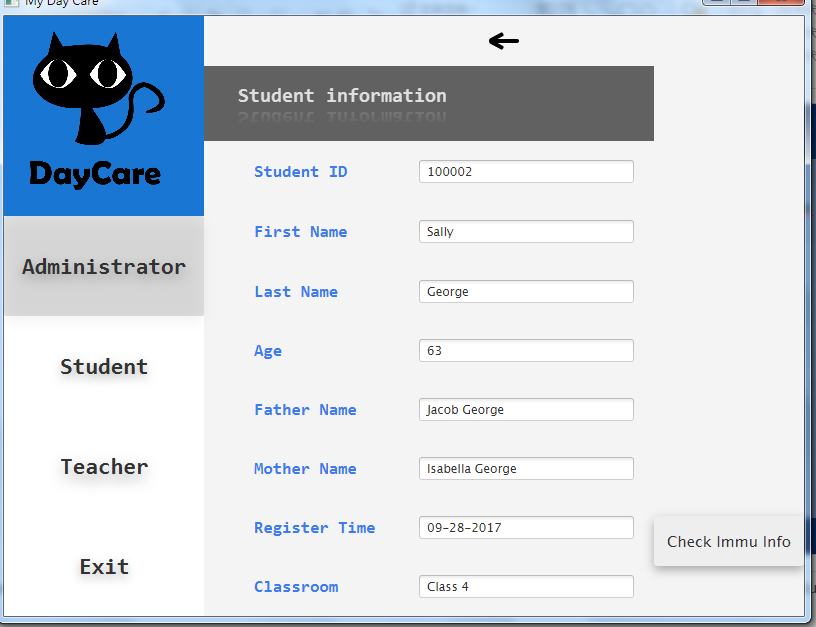 My Day Care
DayCare
Administrator
Student
Teacher
Exit
Student information
Student ID 100002
First Name Sally
Last Name George
Age 63
Father Name Jacob George
Mother Name Isabella George
Register Time 09-28-2017
Classroom Class 4
Check Immu Info